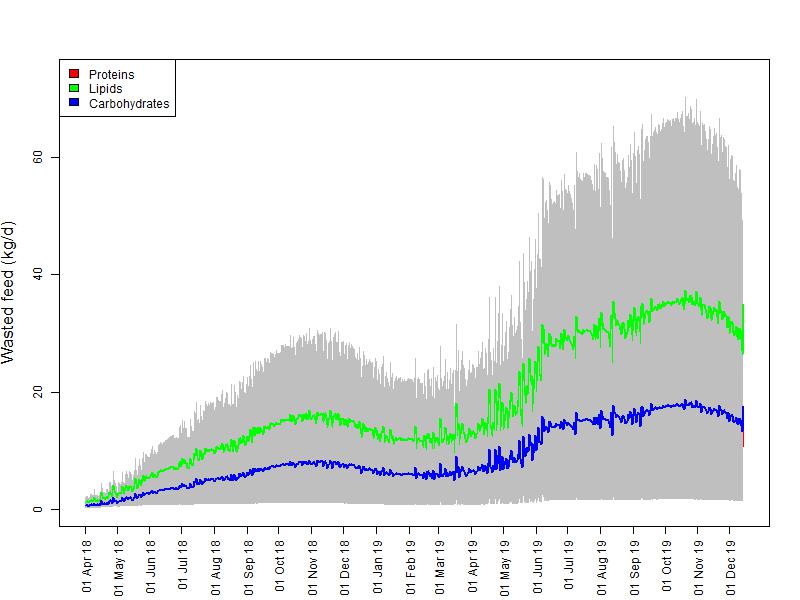 Proteins
Lipids
Carbohydrates
Wasted feed (kg/d)
60
40
20
0
01 Apr 18
01 May 18
01 Jun 18
01 Jul 18
01 Aug 18
01 Sep 18
01 Oct 18
01 Nov 18
01 Dec 18
01 Jan 19
01 Feb 19
01 Mar 19
01 Apr 19
01 May 19
01 Jun 19
01 Jul 19
01 Aug 19
01 Sep 19
01 Oct 19
01 Nov 19
01 Dec 19